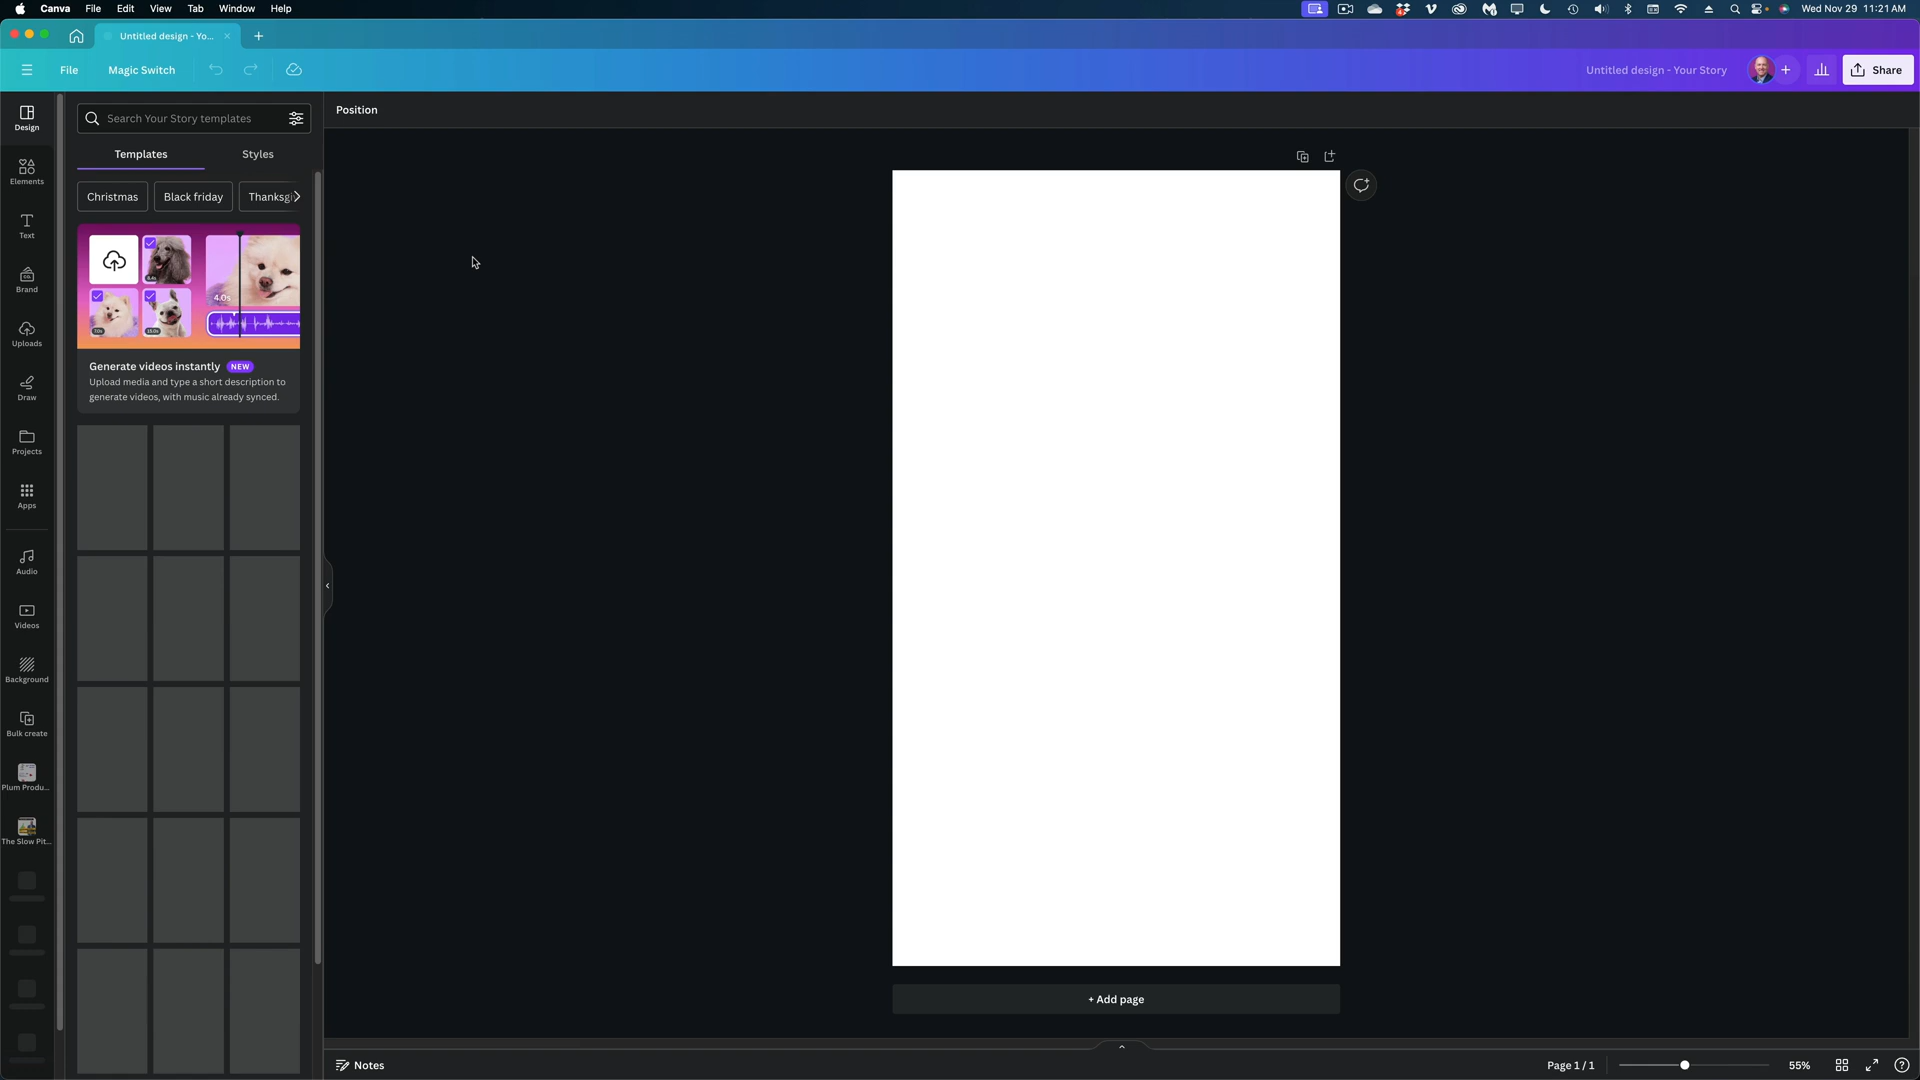 Canva File Edit View Tab Window Help
Wed Nov 29 11:21 AM
Untitled design - Yo...
File
Magic Switch
Untitled design - Your Story
Share
Design
Elements
Text
Brand
Uploads
Draw
Projects
Apps
Audio
Videos
Background
Bulk create
Plum Produ...
The Slow Pit...
Search Your Story templates
Templates
Styles
Christmas
Black friday
Thanksgi
4.0s
Generate videos instantly NEW
Upload media and type a short description to
generate videos, with music already synced.
Position
+ Add page
Notes
Page 1 / 1
55%